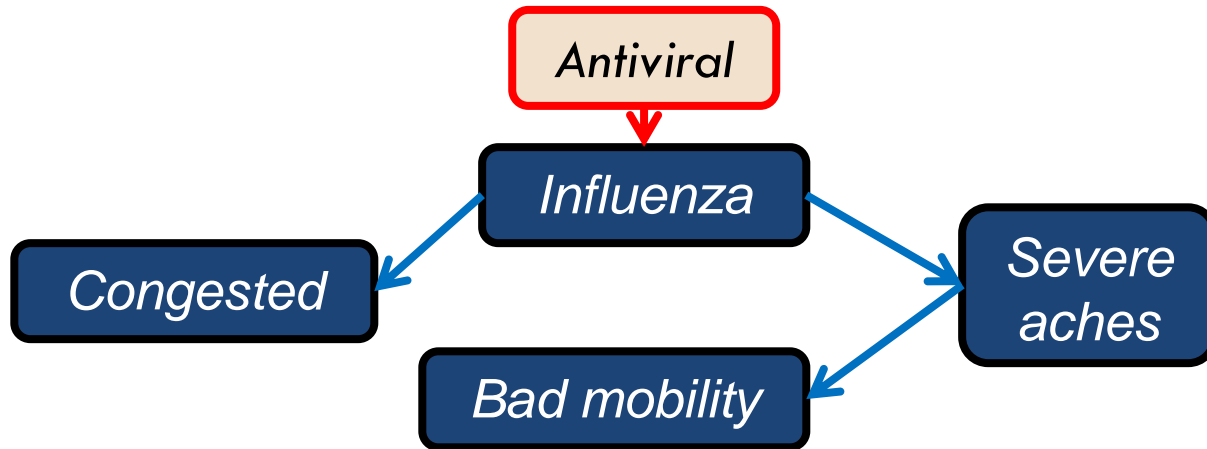 Antiviral
Influenza
Congested
Severe
aches
Bad mobility